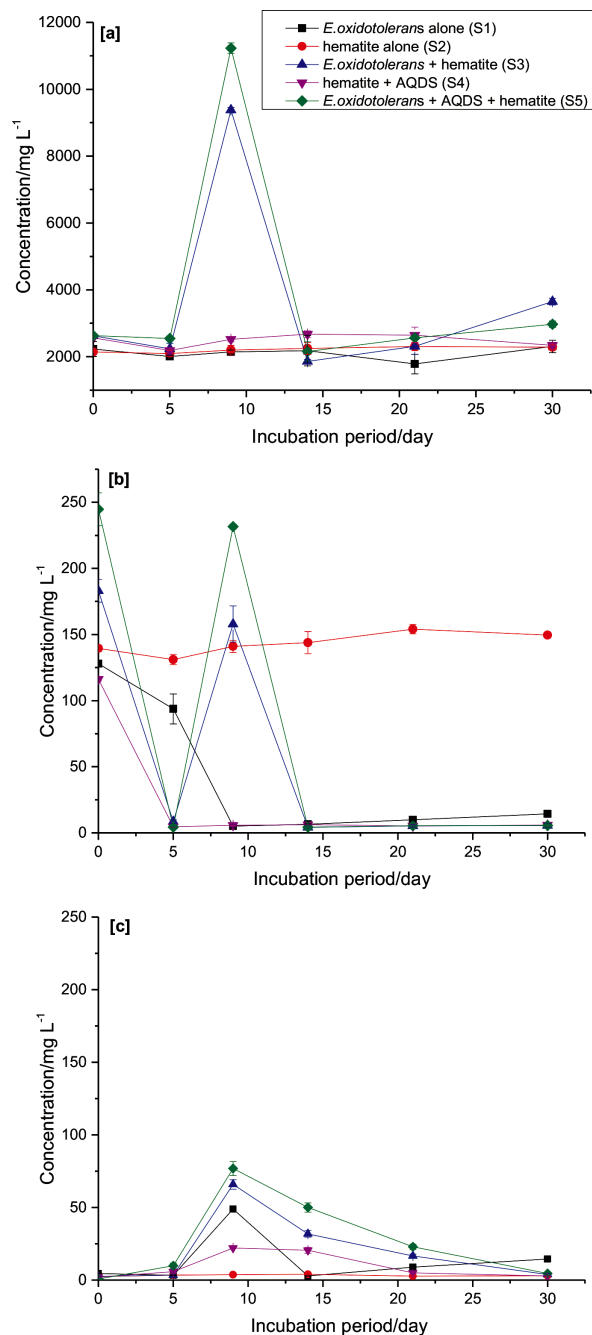 [a]
E.oxidotolerans alone (S1)
hematite alone (S2)
E.oxidotolerans + hematite (S3)
hematite + AQDS (S4)
E.oxidotolerans + AQDS + hematite (S5)
12000
10000
8000
6000
4000
2000
Concentration/mg L⁻¹
0 5 10 15 20 25 30
Incubation period/day
[b]
250
200
150
100
50
0
Concentration/mg L⁻¹
0 5 10 15 20 25 30
Incubation period/day
[c]
250
200
150
100
50
0
Concentration/mg L⁻¹
0 5 10 15 20 25 30
Incubation period/day